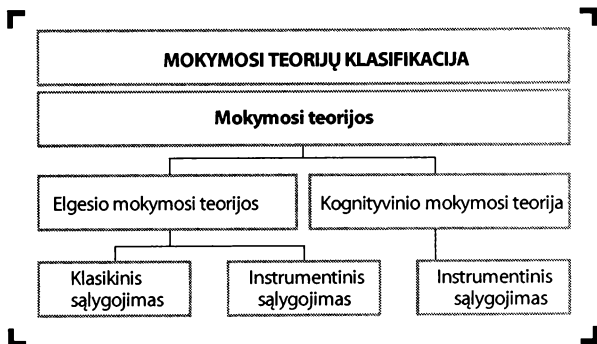 MOKYMOSI TEORIJŲ KLASIFIKACIJA
Mokymosi teorijos
Elgesio mokymosi teorijos
Kognityvinio mokymosi teorija
Klasikinis
sąlygojimas
Instrumentinis
sąlygojimas
Instrumentinis
sąlygojimas